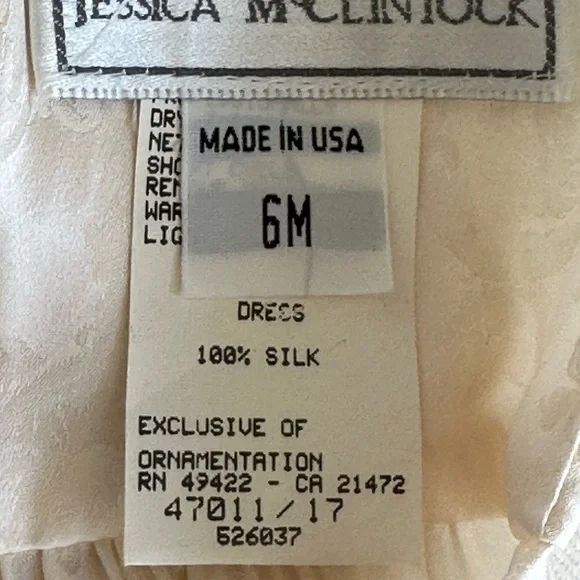 JESSICA McCLINTOCK
MADE IN USA
6M
DRESS
100% SILK
EXCLUSIVE OF
ORNAMENTATION
RN 49422 - CA 21472
47011/17
526037